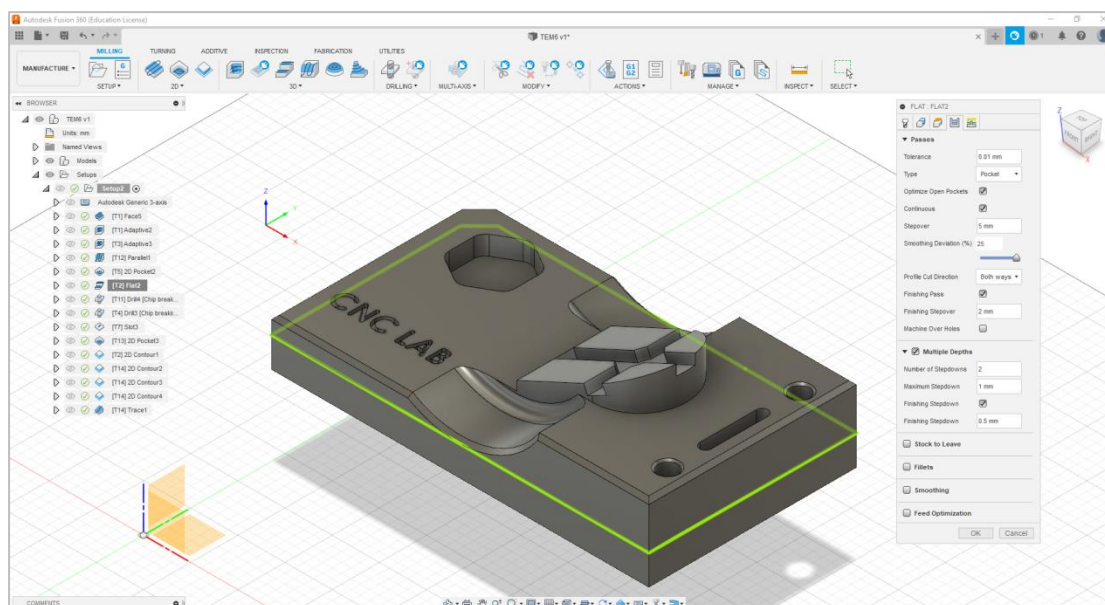 Autodesk Fusion 360 (Education License)
TEM6 v1*
1
MILLING TURNING ADDITIVE INSPECTION FABRICATION UTILITIES
MANUFACTURE
G1
G2
SETUP 2D 3D DRILLING MULTI-AXIS MODIFY ACTIONS MANAGE INSPECT SELECT
BROWSER
TEM6 v1
Units: mm
Named Views
Models
Setups
Setup2
Autodesk Generic 3-axis
[T1] Face5
[T1] Adaptive2
[T3] Adaptive3
[T12] Parallel1
[T5] 2D Pocket2
[T2] Flat2
[T11] Drill4 [Chip break...
[T4] Drill3 [Chip breaki...
[T7] Slot3
[T13] 2D Pocket3
[T2] 2D Contour1
[T14] 2D Contour2
[T14] 2D Contour3
[T14] 2D Contour4
[T14] Trace1
COMMENTS
Z
Y
X
CNC LAB
FLAT : FLAT2
Passes
Tolerance 0.01 mm
Type Pocket
Optimize Open Pockets
Continuous
Stepover 5 mm
Smoothing Deviation (%) 25
Profile Cut Direction Both ways
Finishing Pass
Finishing Stepover 2 mm
Machine Over Holes
Multiple Depths
Number of Stepdowns 2
Maximum Stepdown 1 mm
Finishing Stepdown
Finishing Stepdown 0.5 mm
Stock to Leave
Fillets
Smoothing
Feed Optimization
OK Cancel
Z
TOP
FRONT RIGHT
X